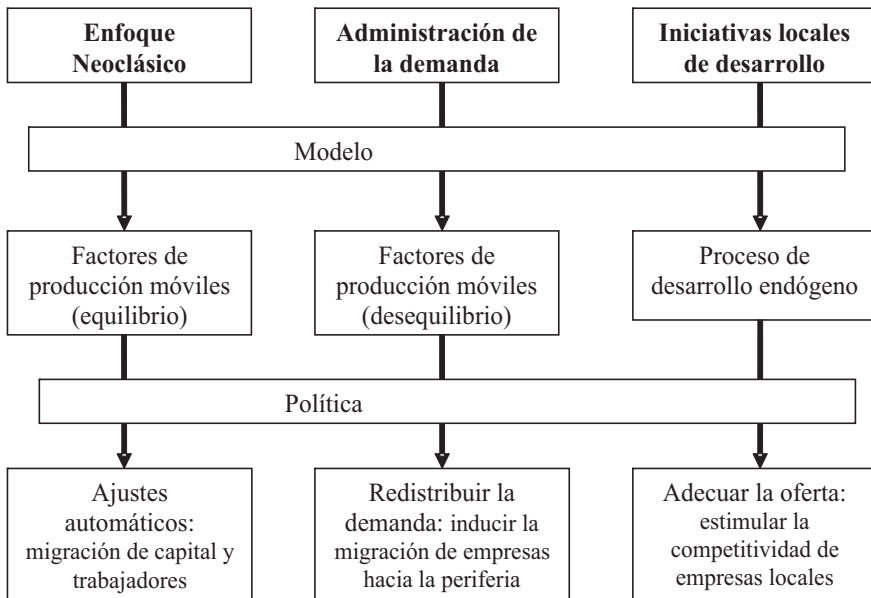 Enfoque
Neoclásico
Administración de
la demanda
Iniciativas locales
de desarrollo
Modelo
Factores de
producción móviles
(equilibrio)
Factores de
producción móviles
(desequilibrio)
Proceso de
desarrollo endógeno
Política
Ajustes
automáticos:
migración de capital y
trabajadores
Redistribuir la
demanda: inducir la
migración de empresas
hacia la periferia
Adecuar la oferta:
estimular la
competitividad de
empresas locales